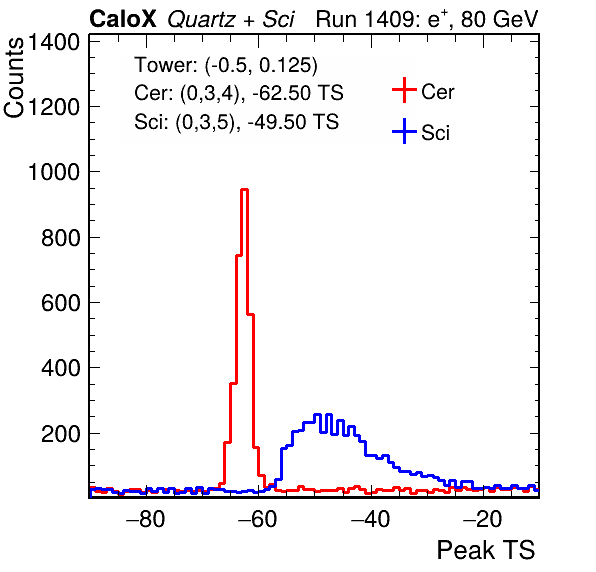 CaloX Quartz + Sci Run 1409: e⁺, 80 GeV
Tower: (-0.5, 0.125)
Cer: (0,3,4), -62.50 TS
Sci: (0,3,5), -49.50 TS
Cer
Sci
Counts
1400
1200
1000
800
600
400
200
−80 −60 −40 −20
Peak TS